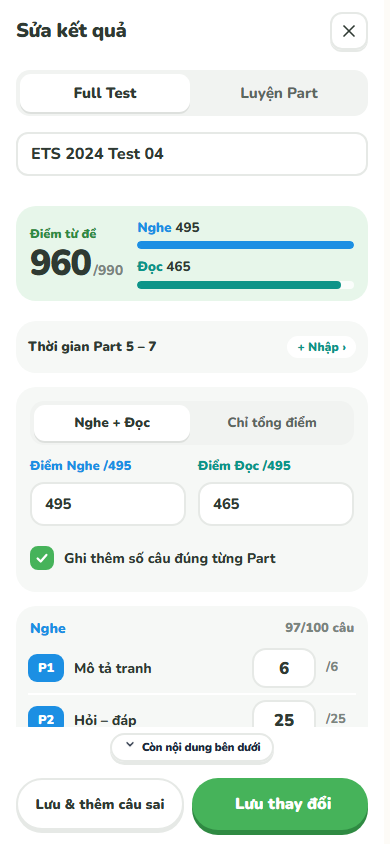 Sửa kết quả
Full Test
Luyện Part
ETS 2024 Test 04
Điểm từ đề
960/990
Nghe 495
Đọc 465
Thời gian Part 5 – 7
+ Nhập ›
Nghe + Đọc
Chỉ tổng điểm
Điểm Nghe /495
Điểm Đọc /495
495
465
Ghi thêm số câu đúng từng Part
Nghe
97/100 câu
P1 Mô tả tranh 6 /6
P2 Hỏi – đáp 25 /25
Còn nội dung bên dưới
Lưu & thêm câu sai
Lưu thay đổi